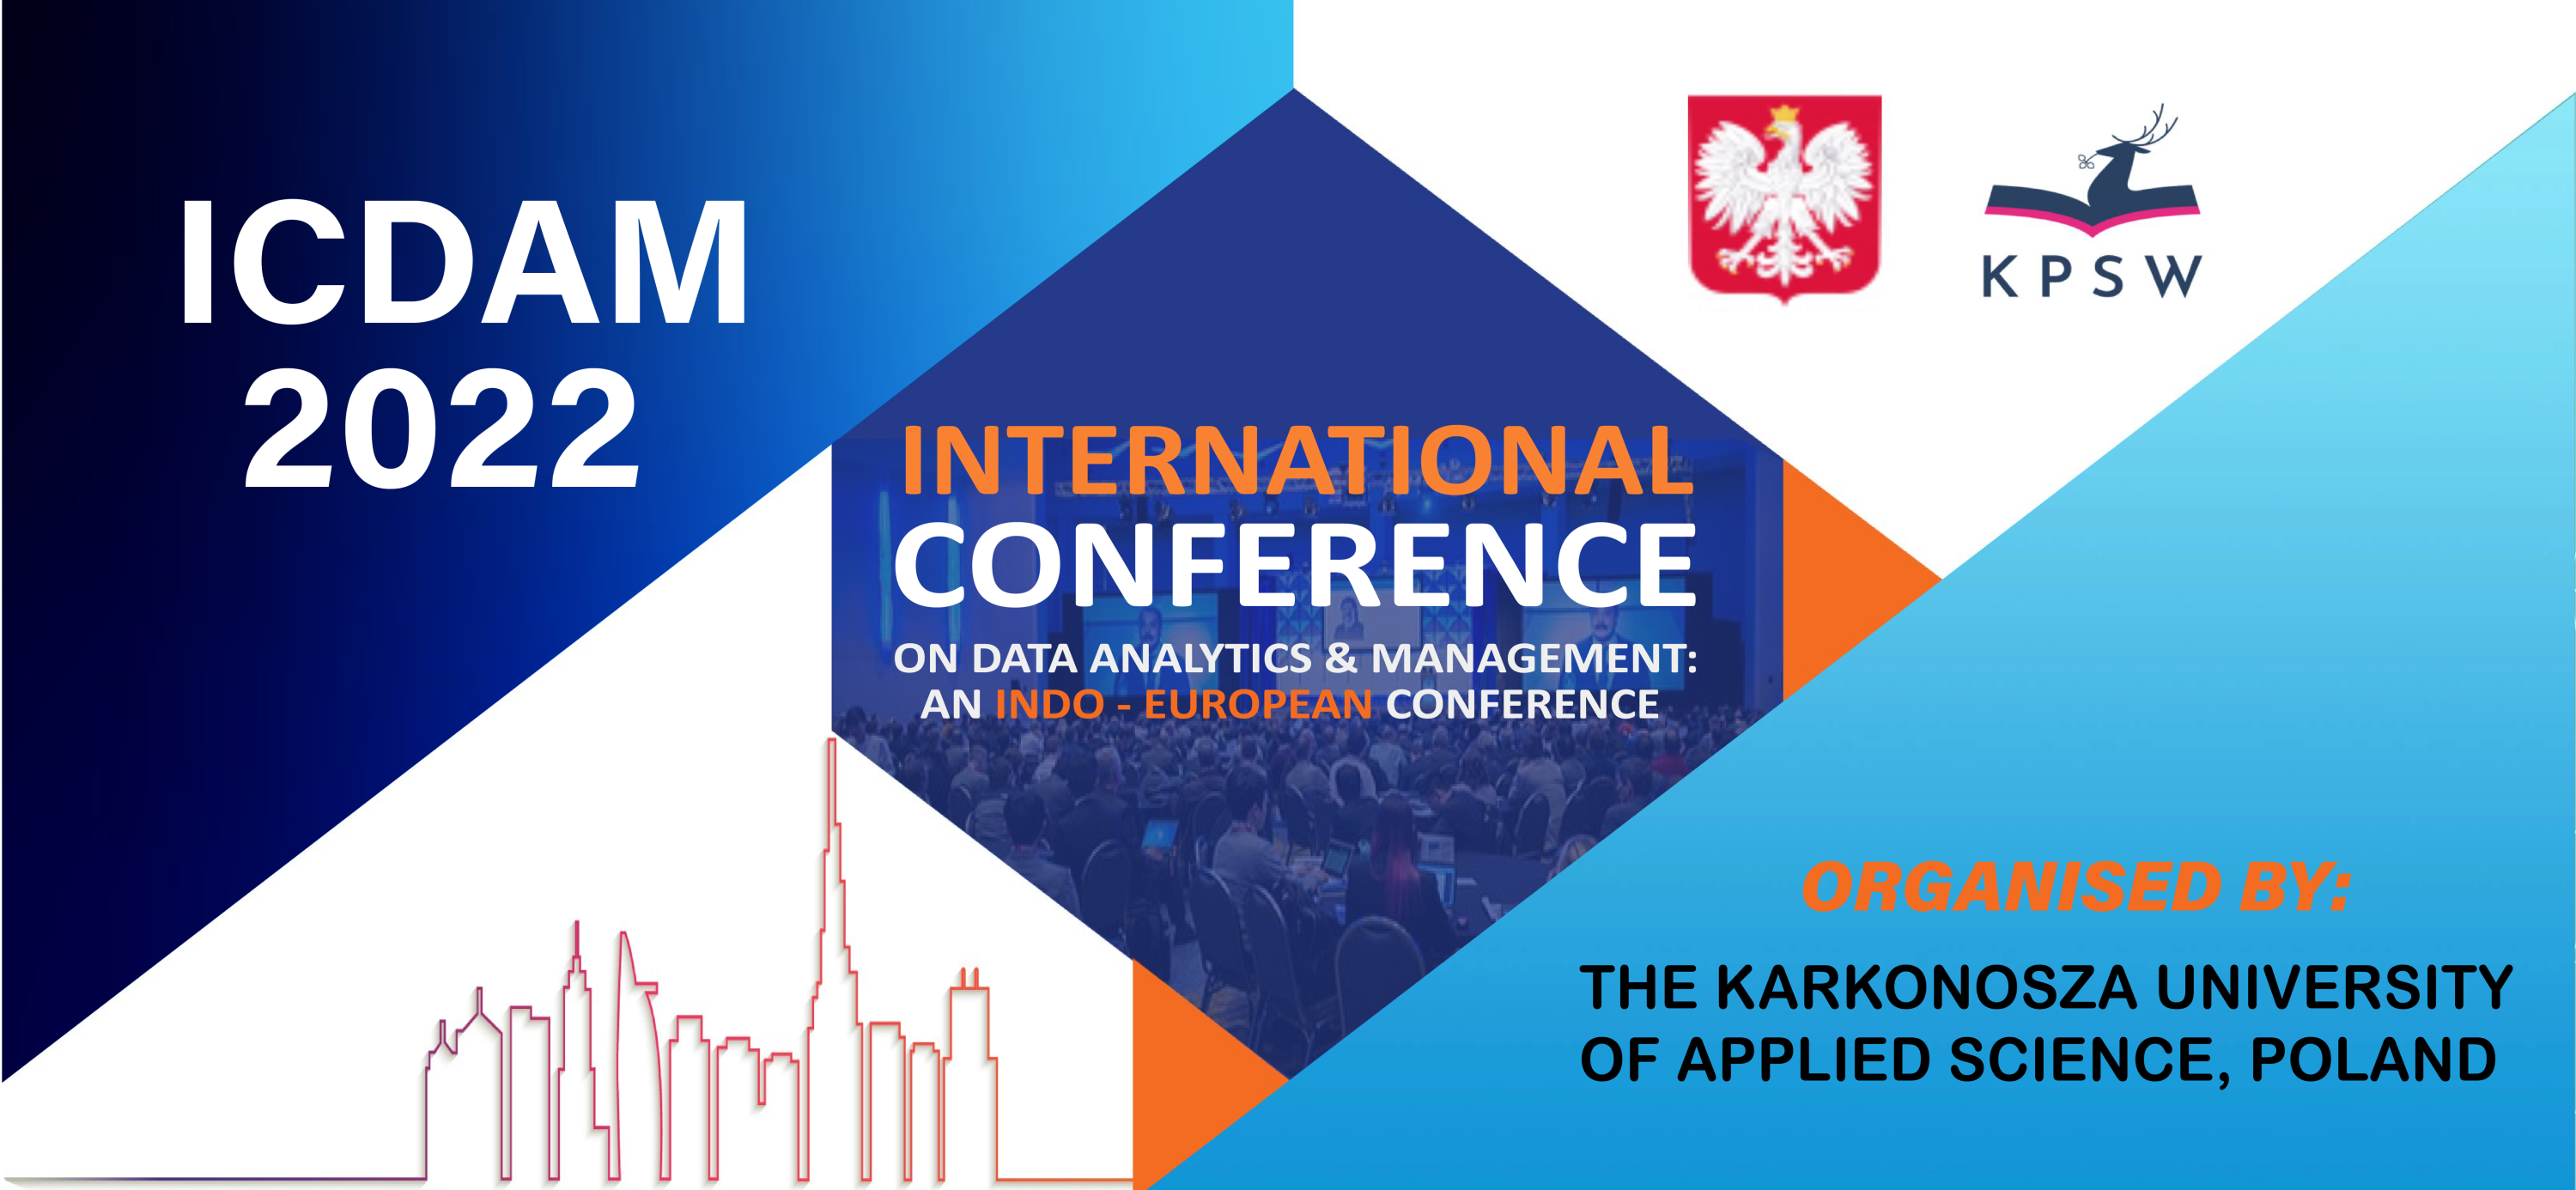 ICDAM
2022
KPSW
INTERNATIONAL
CONFERENCE
ON DATA ANALYTICS & MANAGEMENT:
AN INDO - EUROPEAN CONFERENCE
ORGANISED BY:
THE KARKONOSZA UNIVERSITY
OF APPLIED SCIENCE, POLAND